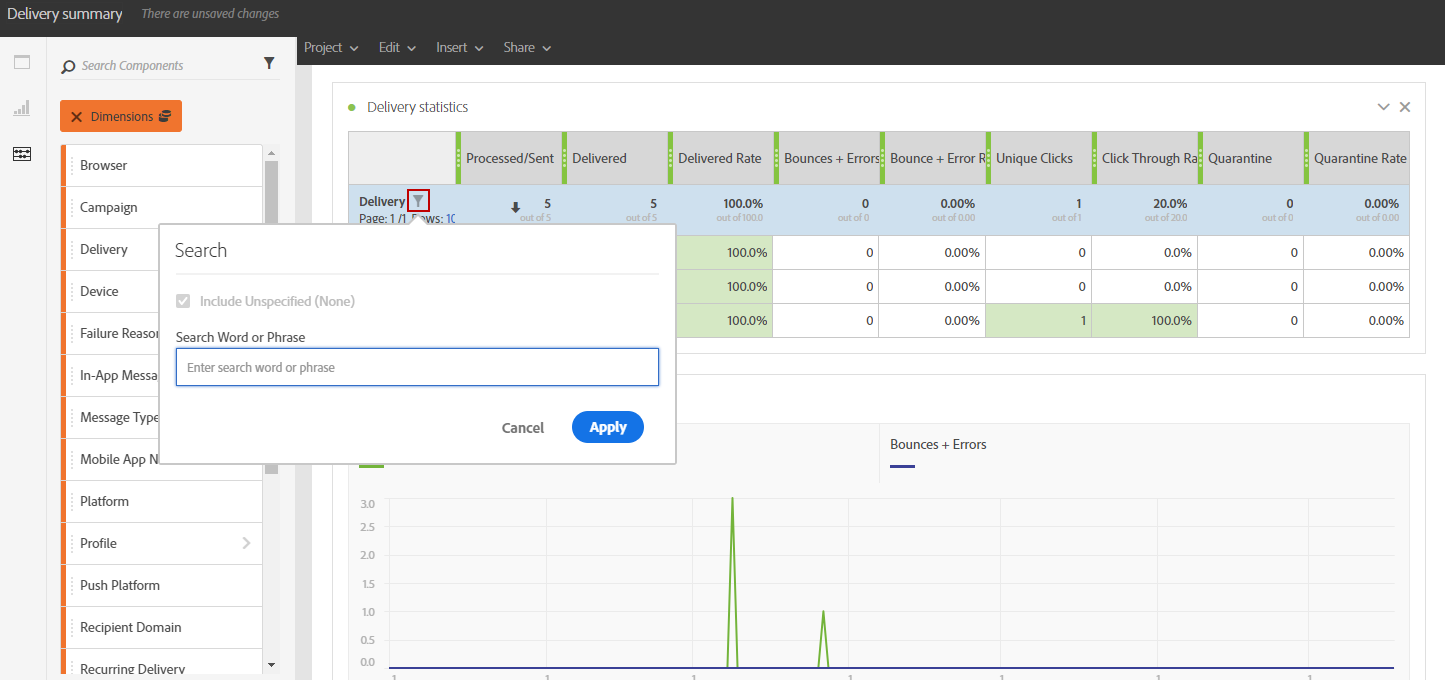 Delivery summary There are unsaved changes
Project Edit Insert Share
Search Components
Dimensions
Browser
Campaign
Delivery
Device
Failure Reason
In-App Messa
Message Type
Mobile App N
Platform
Profile
Push Platform
Recipient Domain
Recurring Delivery
Delivery statistics
Processed/Sent Delivered Delivered Rate Bounces + Errors Bounce + Error R Unique Clicks Click Through Ra Quarantine Quarantine Rate
Delivery 5 5 100.0% 0 0.00% 1 20.0% 0 0.00%
Page: 1 /1 Rows: 10 out of 5 out of 5 out of 100.0 out of 0 out of 0.00 out of 1 out of 20.0 out of 0 out of 0.00
100.0% 0 0.00% 0 0.0% 0 0.00%
100.0% 0 0.00% 0 0.0% 0 0.00%
100.0% 0 0.00% 1 100.0% 0 0.00%
Search
Include Unspecified (None)
Search Word or Phrase
Enter search word or phrase
Cancel Apply
Bounces + Errors
3.0
2.5
2.0
1.5
1.0
0.5
0.0
1 1 1 1 1 1 1